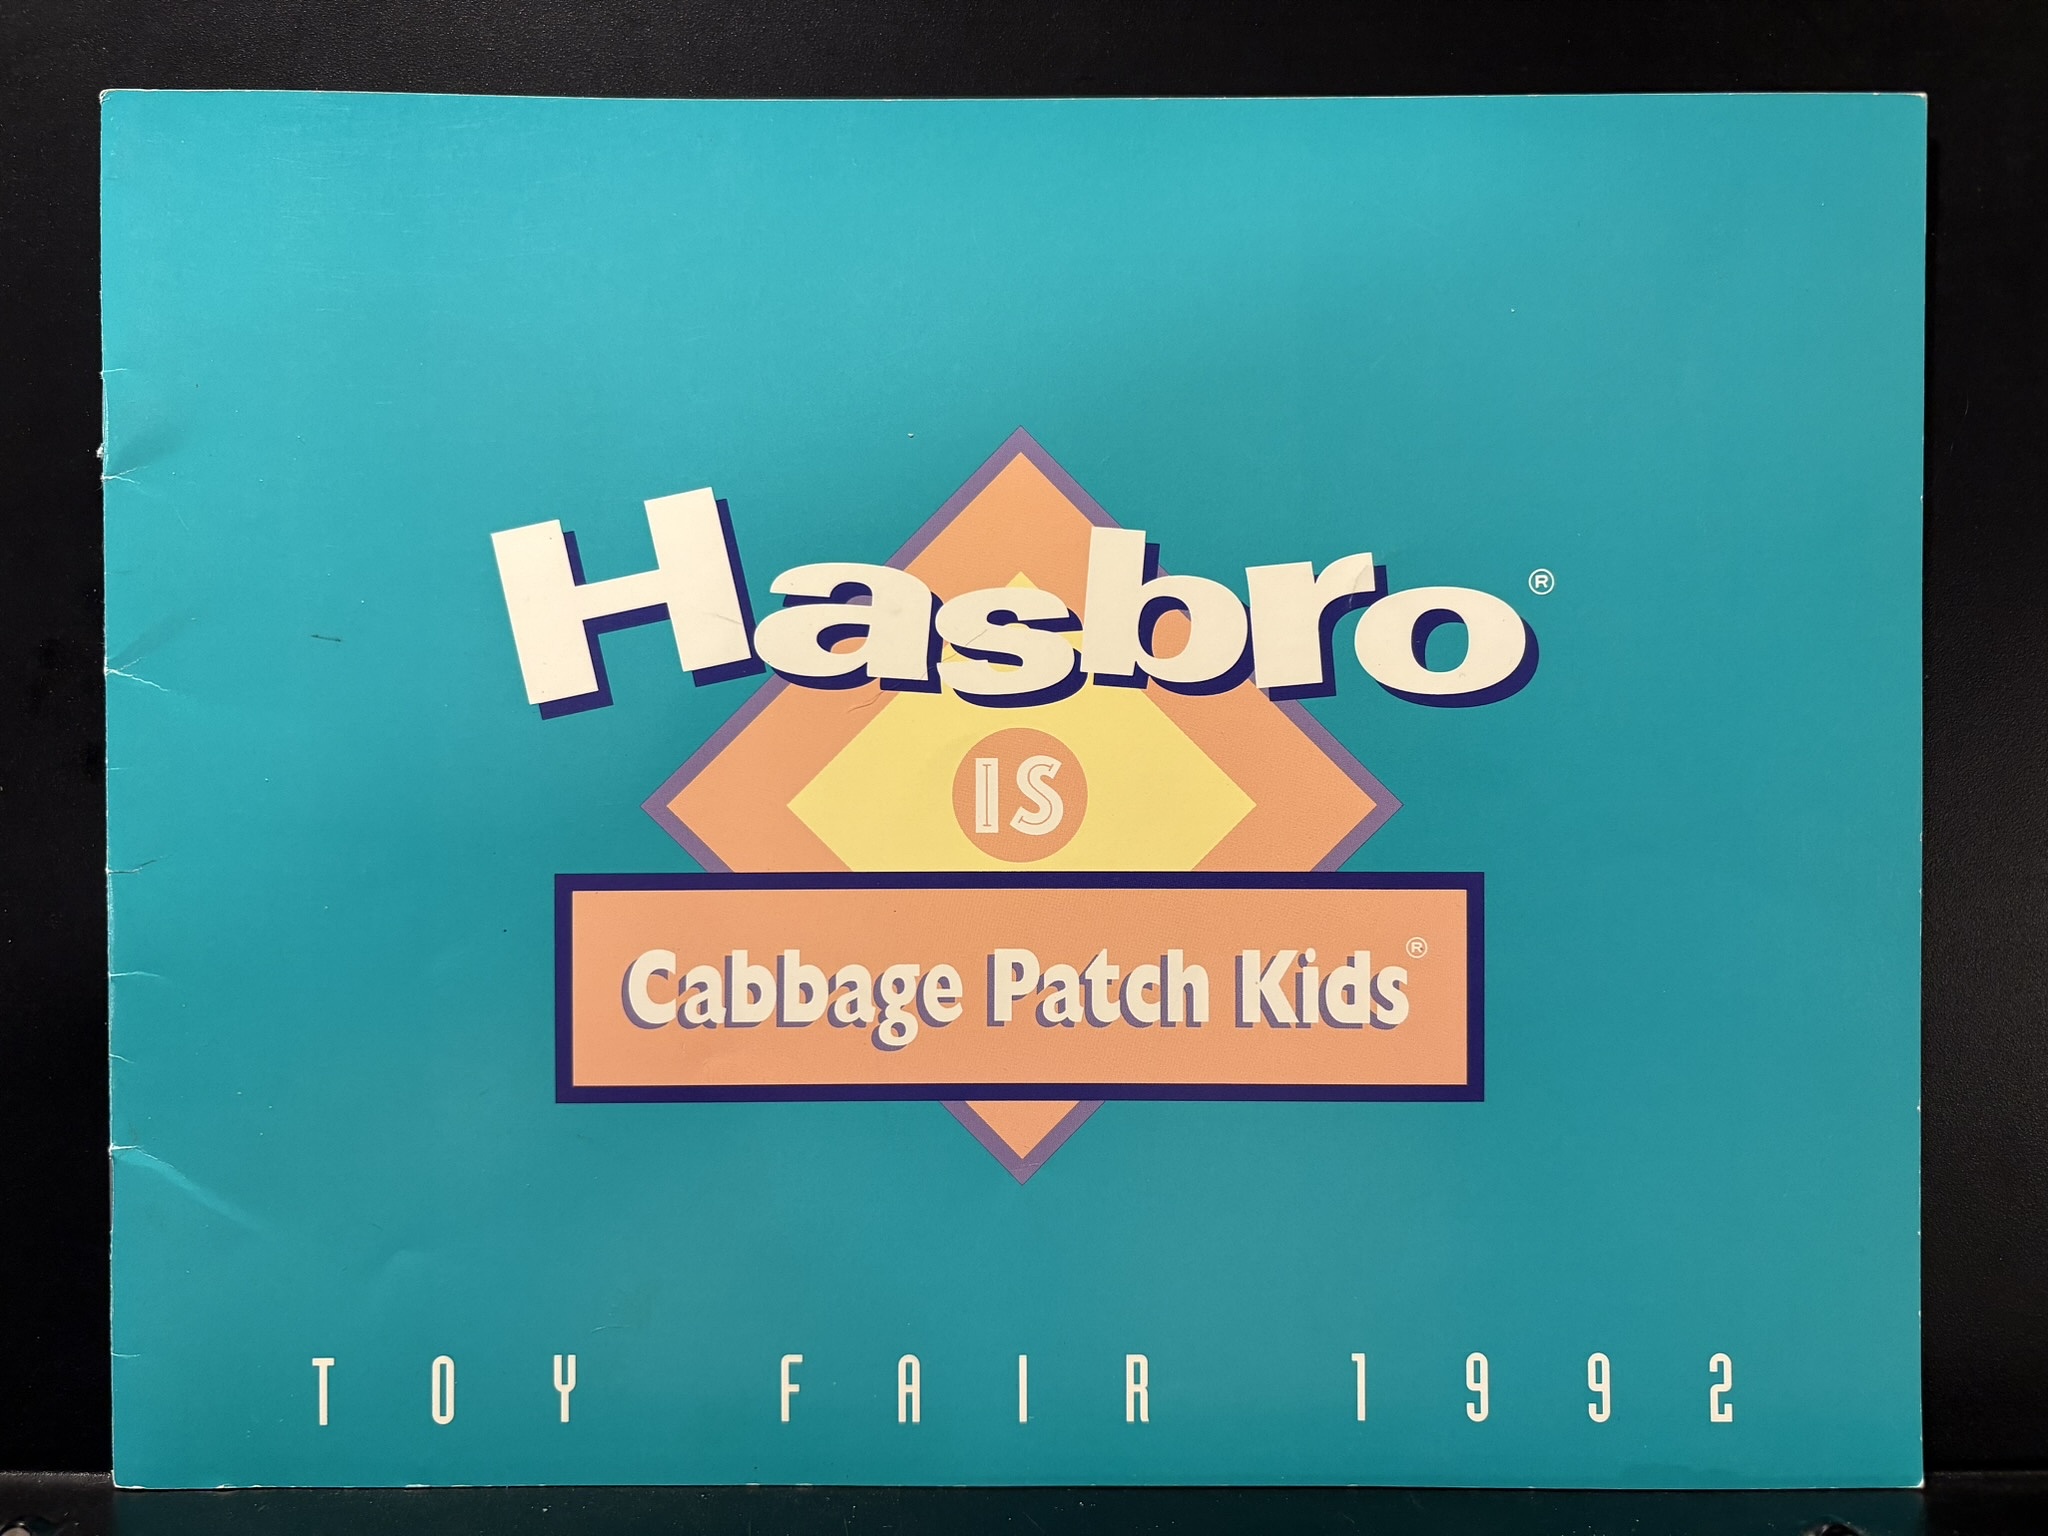 Hasbro®
IS
Cabbage Patch Kids®
TOY FAIR 1992